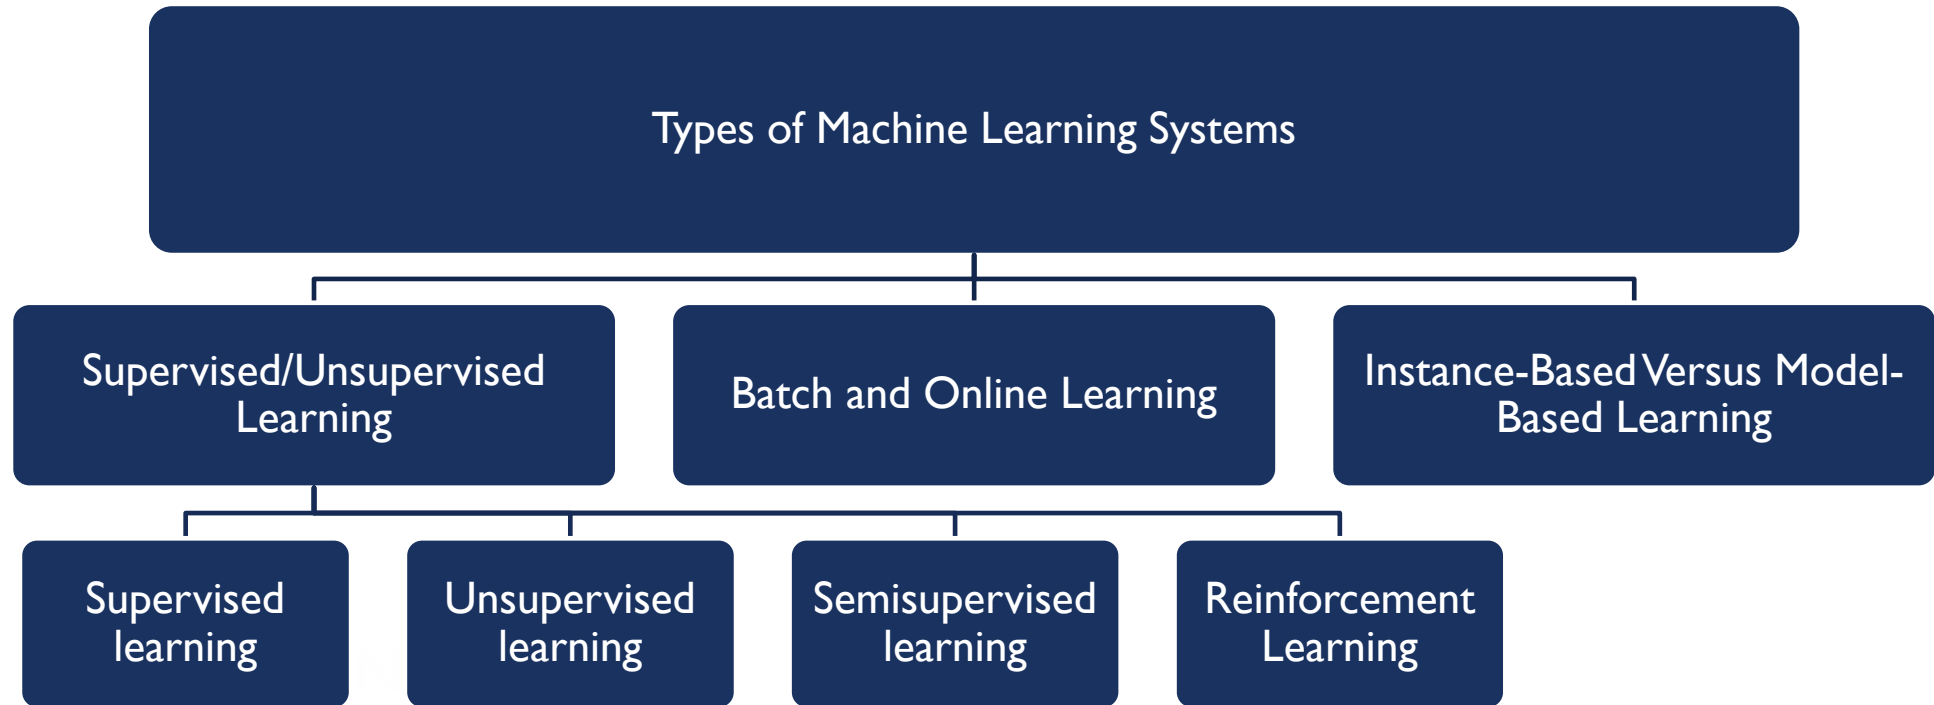 Types of Machine Learning Systems
Supervised/Unsupervised
Learning
Batch and Online Learning
Instance-Based Versus Model-
Based Learning
Supervised
learning
Unsupervised
learning
Semisupervised
learning
Reinforcement
Learning